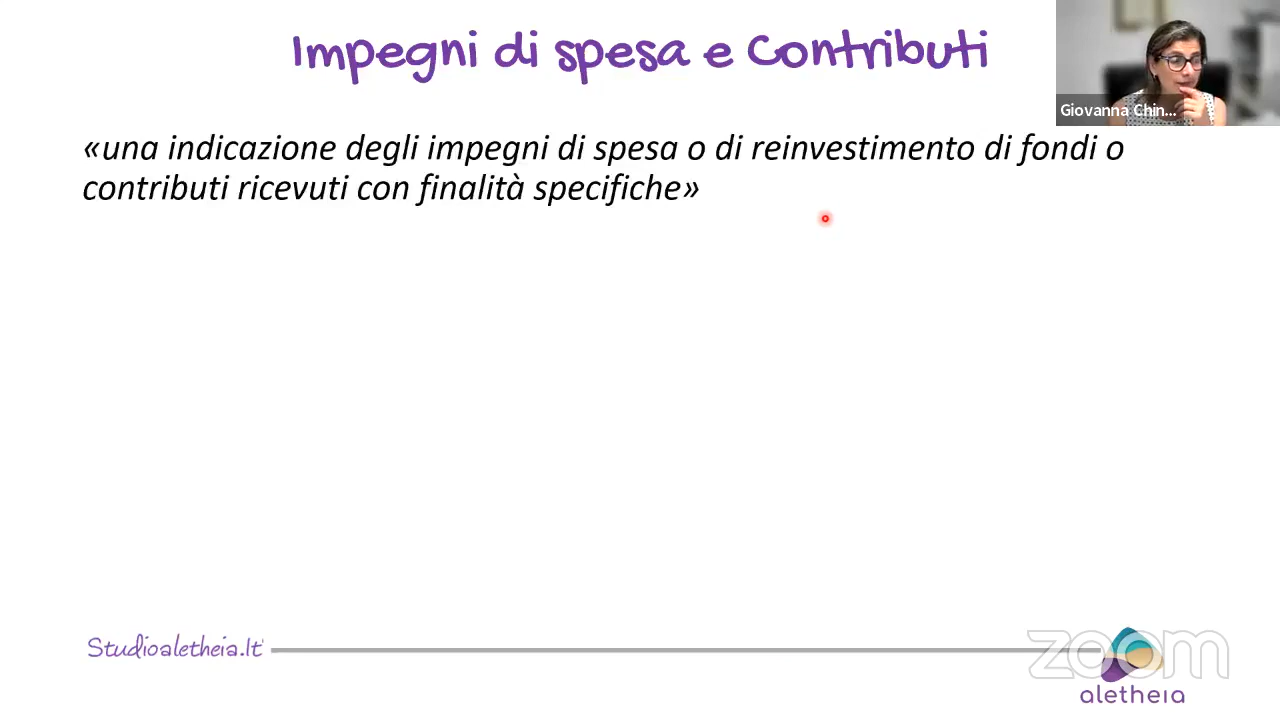 Impegni di spesa e Contributi
Giovanna Chin...
«una indicazione degli impegni di spesa o di reinvestimento di fondi o
contributi ricevuti con finalità specifiche»
Studioaletheia.It
zoom
aletheia